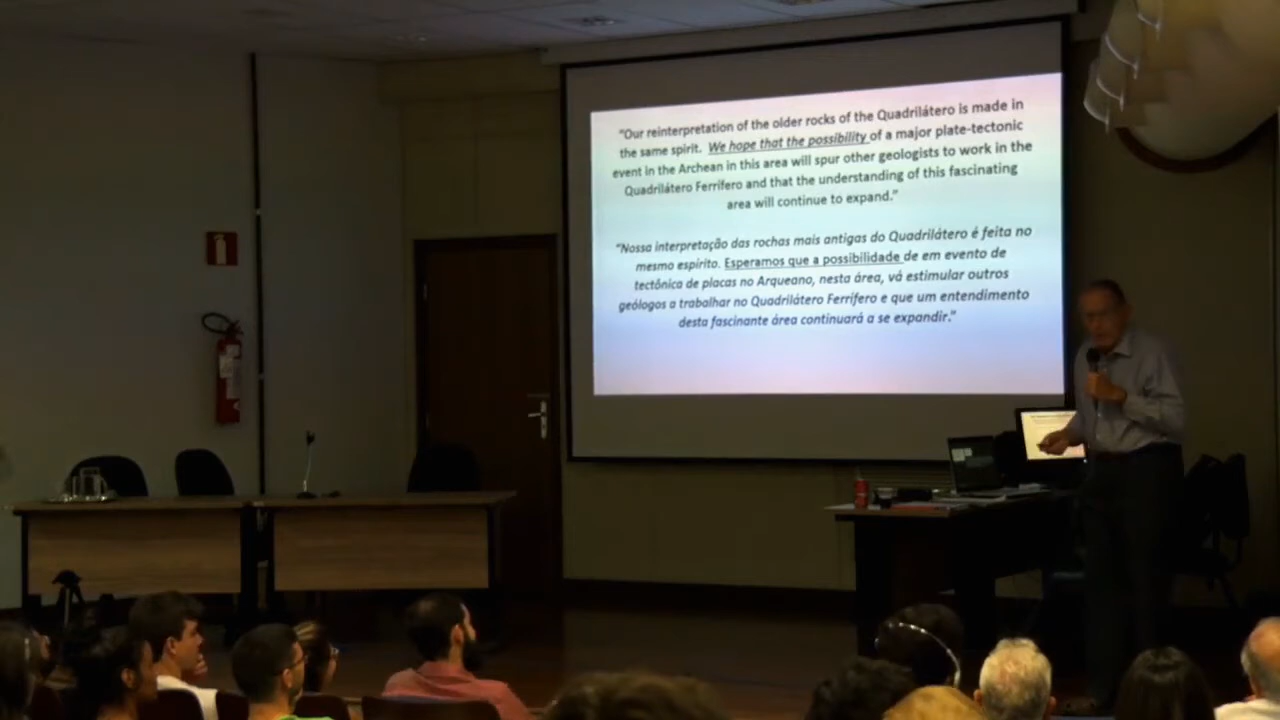 “Our reinterpretation of the older rocks of the Quadrilátero is made in
the same spirit. We hope that the possibility of a major plate-tectonic
event in the Archean in this area will spur other geologists to work in the
Quadrilátero Ferrífero and that the understanding of this fascinating
area will continue to expand.”
“Nossa interpretação das rochas mais antigas do Quadrilátero é feita no
mesmo espírito. Esperamos que a possibilidade de em evento de
tectônica de placas no Arqueano, nesta área, vá estimular outros
geólogos a trabalhar no Quadrilátero Ferrífero e que um entendimento
desta fascinante área continuará a se expandir.”